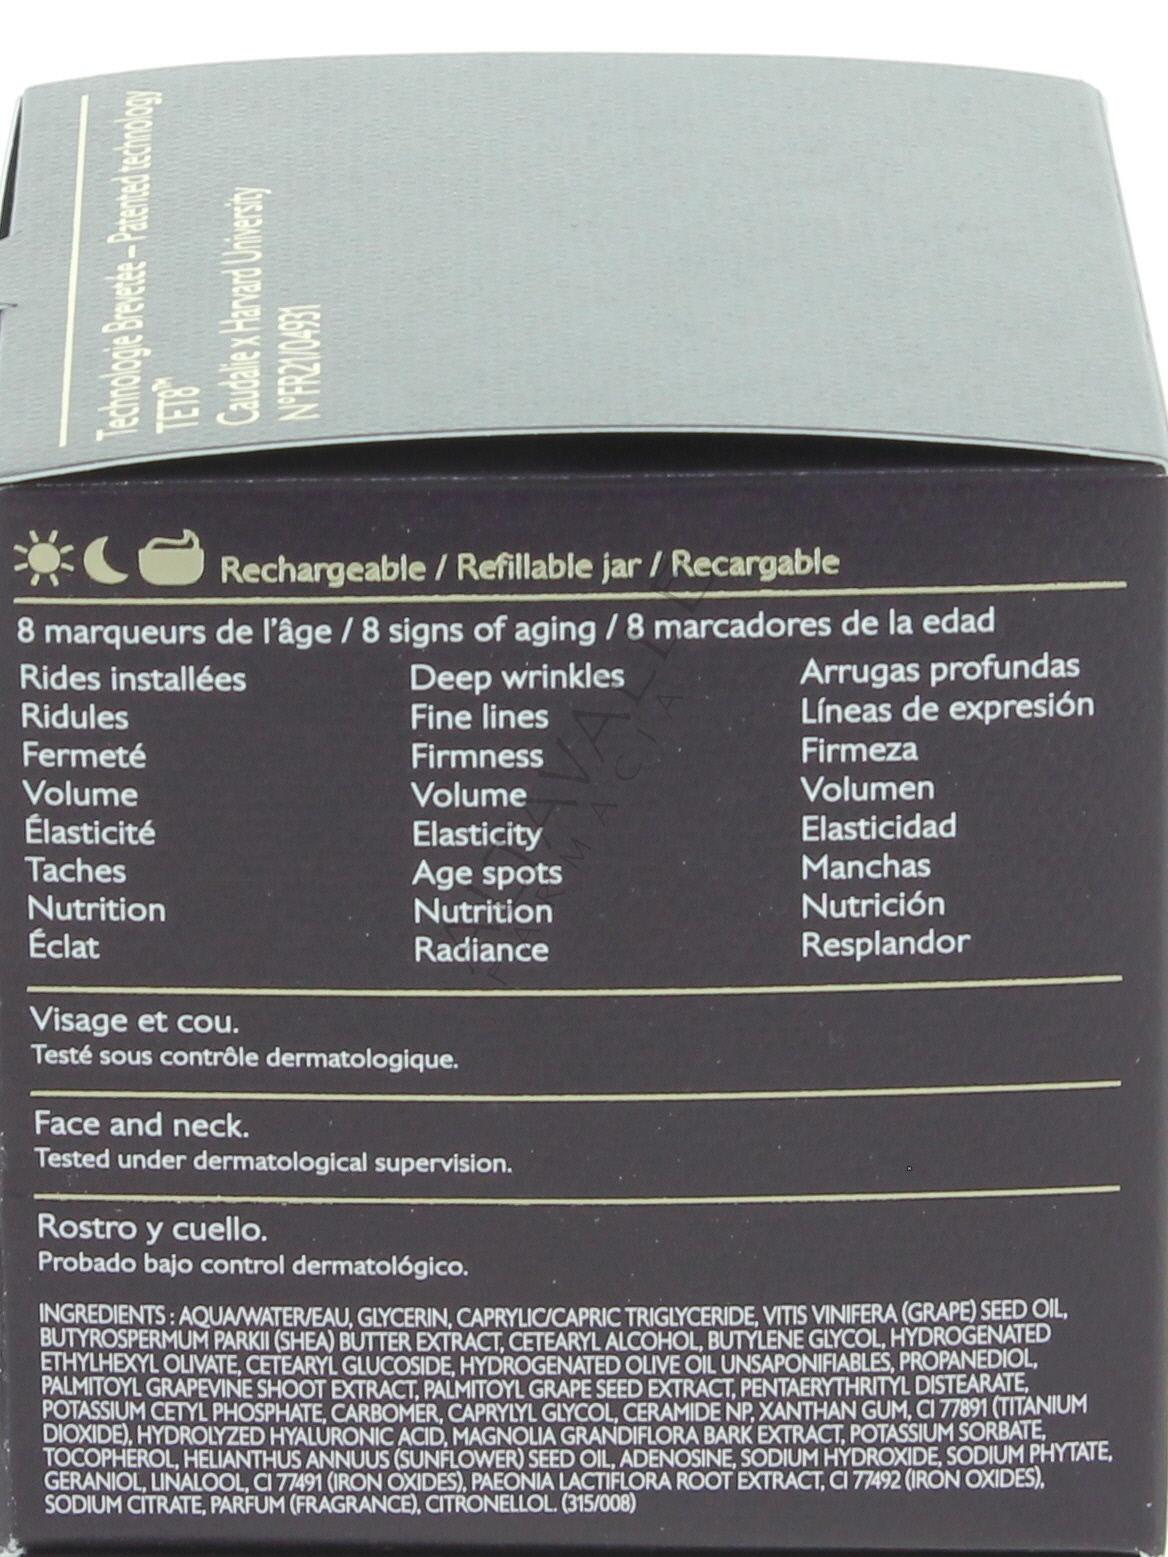 Technologie Brevetée – Patented technology
TET8™
Caudalie x Harvard University
N°FR21/04931
Rechargeable / Refillable jar / Recargable
8 marqueurs de l'âge / 8 signs of aging / 8 marcadores de la edad
Rides installées
Ridules
Fermeté
Volume
Élasticité
Taches
Nutrition
Éclat
Deep wrinkles
Fine lines
Firmness
Volume
Elasticity
Age spots
Nutrition
Radiance
Arrugas profundas
Líneas de expresión
Firmeza
Volumen
Elasticidad
Manchas
Nutrición
Resplandor
Visage et cou.
Testé sous contrôle dermatologique.
Face and neck.
Tested under dermatological supervision.
Rostro y cuello.
Probado bajo control dermatológico.
INGREDIENTS : AQUA/WATER/EAU, GLYCERIN, CAPRYLIC/CAPRIC TRIGLYCERIDE, VITIS VINIFERA (GRAPE) SEED OIL,
BUTYROSPERMUM PARKII (SHEA) BUTTER EXTRACT, CETEARYL ALCOHOL, BUTYLENE GLYCOL, HYDROGENATED
ETHYLHEXYL OLIVATE, CETEARYL GLUCOSIDE, HYDROGENATED OLIVE OIL UNSAPONIFIABLES, PROPANEDIOL,
PALMITOYL GRAPEVINE SHOOT EXTRACT, PALMITOYL GRAPE SEED EXTRACT, PENTAERYTHRITYL DISTEARATE,
POTASSIUM CETYL PHOSPHATE, CARBOMER, CAPRYLYL GLYCOL, CERAMIDE NP, XANTHAN GUM, CI 77891 (TITANIUM
DIOXIDE), HYDROLYZED HYALURONIC ACID, MAGNOLIA GRANDIFLORA BARK EXTRACT, POTASSIUM SORBATE,
TOCOPHEROL, HELIANTHUS ANNUUS (SUNFLOWER) SEED OIL, ADENOSINE, SODIUM HYDROXIDE, SODIUM PHYTATE,
GERANIOL, LINALOOL, CI 77491 (IRON OXIDES), PAEONIA LACTIFLORA ROOT EXTRACT, CI 77492 (IRON OXIDES),
SODIUM CITRATE, PARFUM (FRAGRANCE), CITRONELLOL. (315/008)